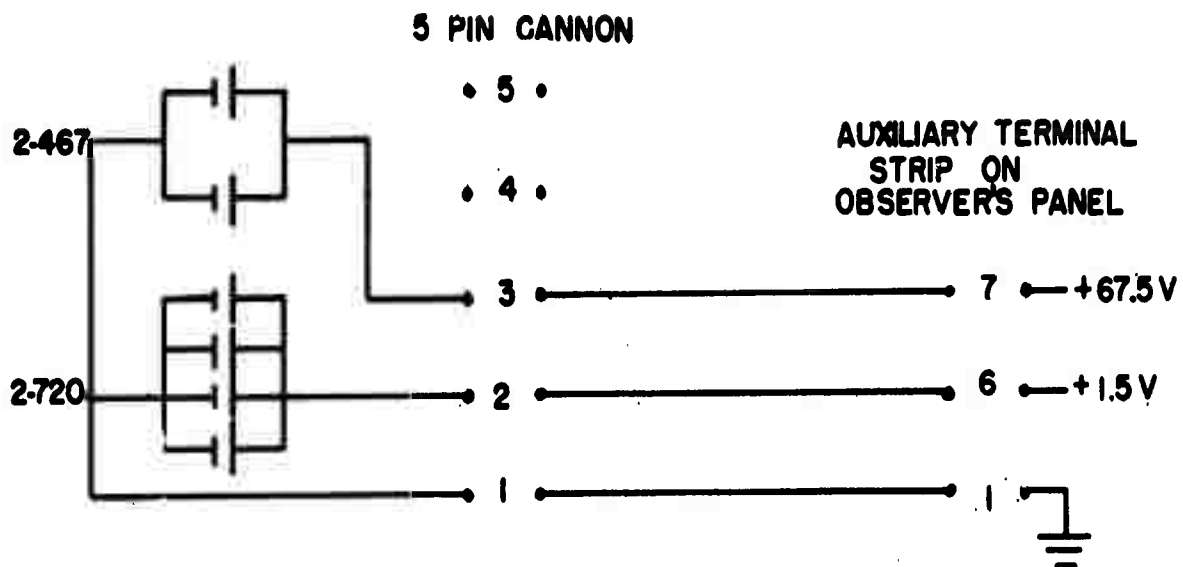 5 PIN CANNON
5
2-467
4
AUXILIARY TERMINAL
STRIP ON
OBSERVER'S PANEL
3
7
+67.5 V
2-720
2
6
+1.5 V
1
1